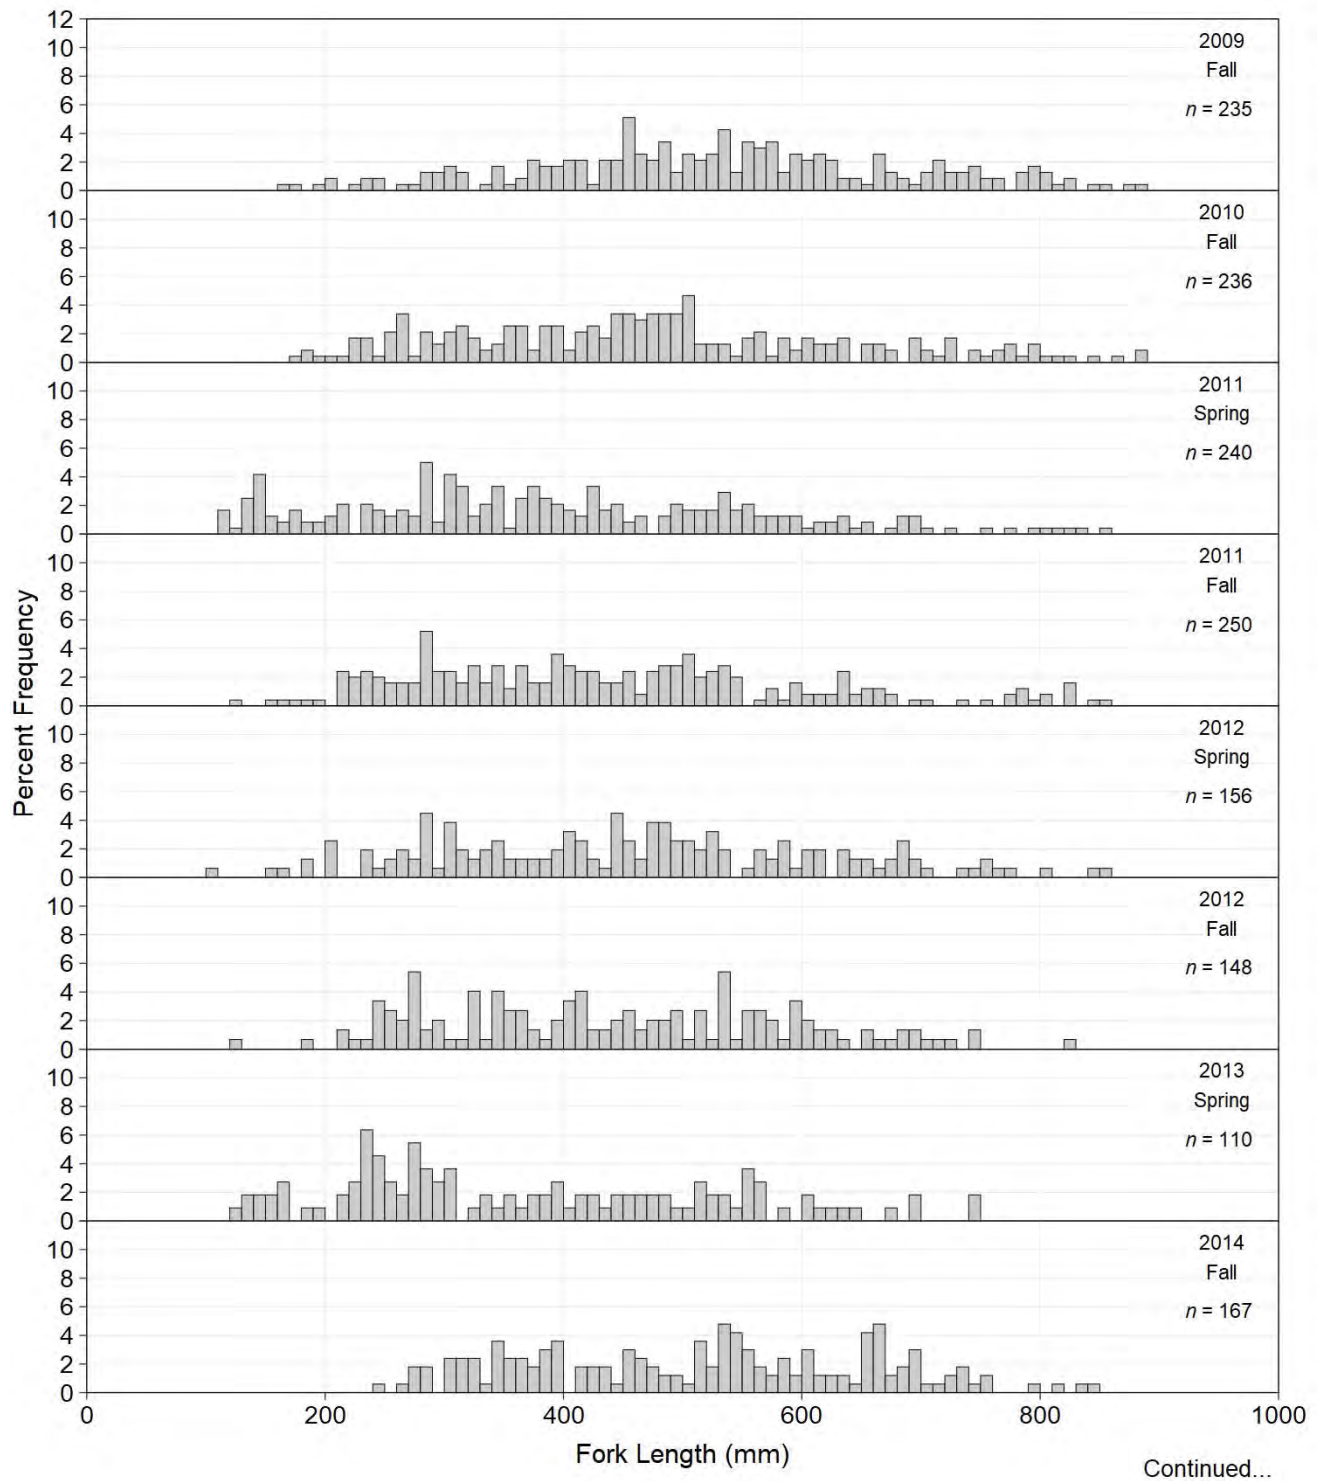 12
10
8
6
4
2
0
2009
Fall
n = 235
10
8
6
4
2
0
2010
Fall
n = 236
10
8
6
4
2
0
2011
Spring
n = 240
10
8
6
4
2
0
2011
Fall
n = 250
10
8
6
4
2
0
2012
Spring
n = 156
10
8
6
4
2
0
2012
Fall
n = 148
10
8
6
4
2
0
2013
Spring
n = 110
10
8
6
4
2
0
2014
Fall
n = 167
Percent Frequency
0 200 400 600 800 1000
Fork Length (mm)
Continued...